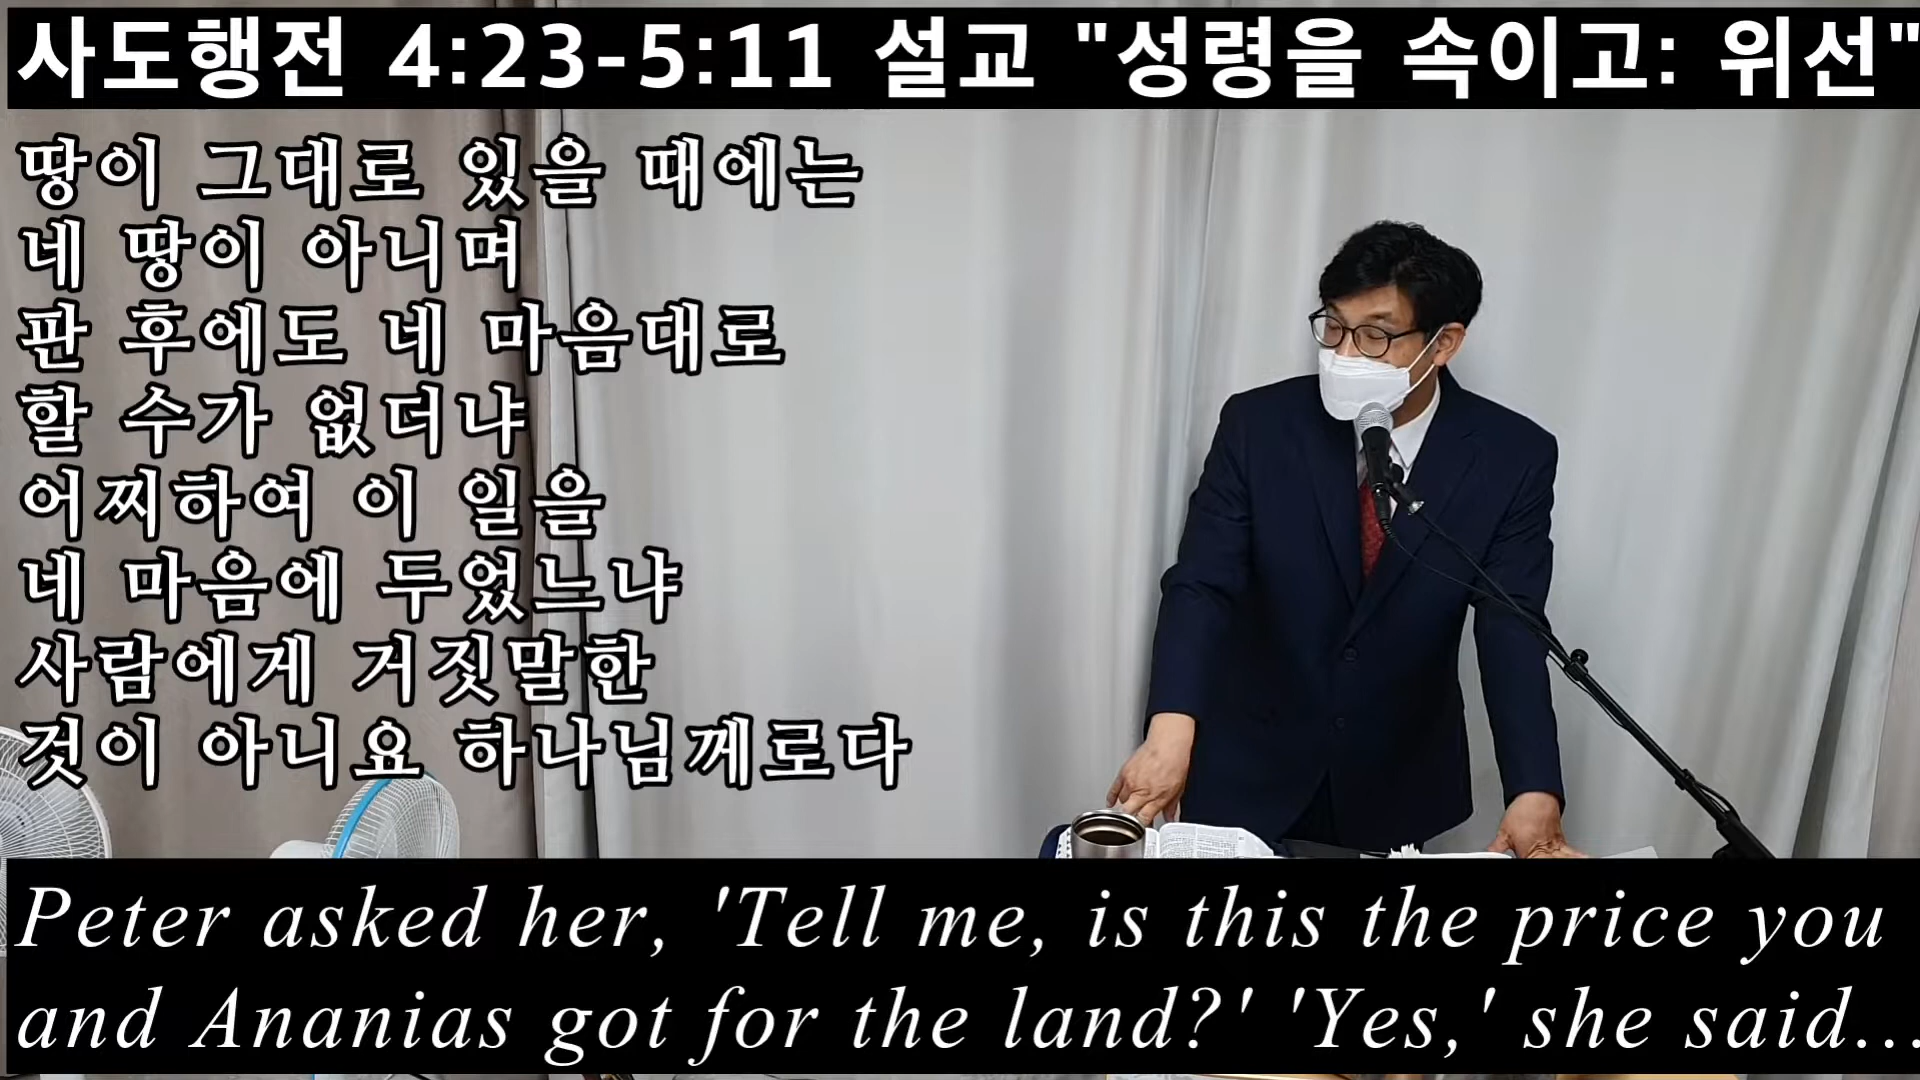 사도행전 4:23-5:11 설교 "성령을 속이고: 위선"
땅이 그대로 있을 때에는
네 땅이 아니며
판 후에도 네 마음대로
할 수가 없더냐
어찌하여 이 일을
네 마음에 두었느냐
사람에게 거짓말한
것이 아니요 하나님께로다
Peter asked her, 'Tell me, is this the price you
and Ananias got for the land?' 'Yes,' she said...